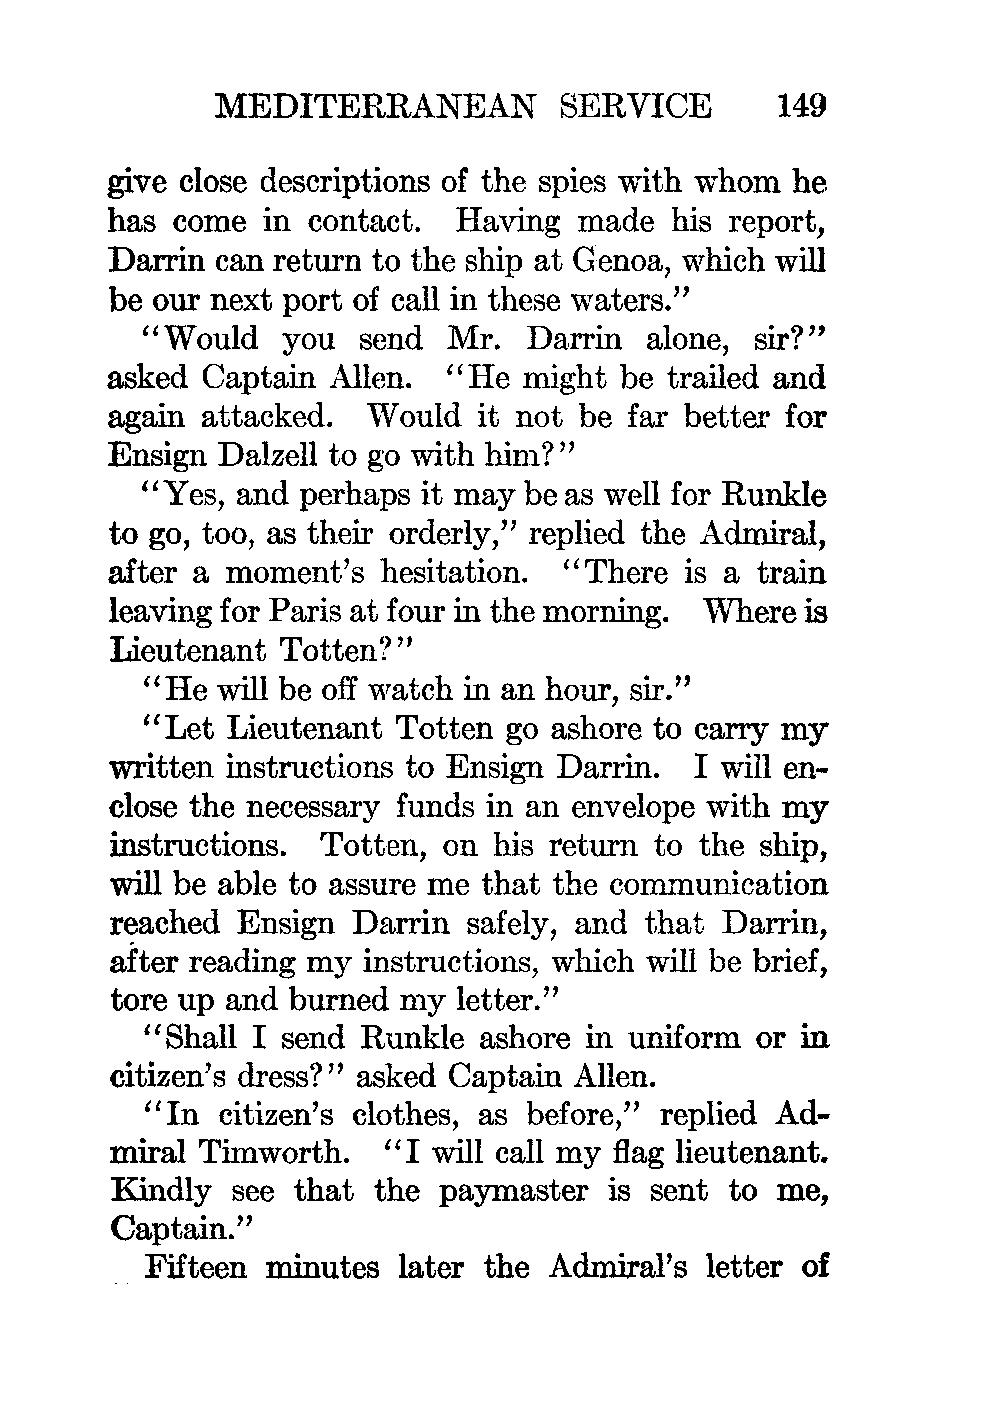 MEDITERRANEAN SERVICE 149
give close descriptions of the spies with whom he
has come in contact. Having made his report,
Darrin can return to the ship at Genoa, which will
be our next port of call in these waters.”
“Would you send Mr. Darrin alone, sir?”
asked Captain Allen. “He might be trailed and
again attacked. Would it not be far better for
Ensign Dalzell to go with him?”
“Yes, and perhaps it may be as well for Runkle
to go, too, as their orderly,” replied the Admiral,
after a moment’s hesitation. “There is a train
leaving for Paris at four in the morning. Where is
Lieutenant Totten?”
“He will be off watch in an hour, sir.”
“Let Lieutenant Totten go ashore to carry my
written instructions to Ensign Darrin. I will en-
close the necessary funds in an envelope with my
instructions. Totten, on his return to the ship,
will be able to assure me that the communication
reached Ensign Darrin safely, and that Darrin,
after reading my instructions, which will be brief,
tore up and burned my letter.”
“Shall I send Runkle ashore in uniform or in
citizen’s dress?” asked Captain Allen.
“In citizen’s clothes, as before,” replied Ad-
miral Timworth. “I will call my flag lieutenant.
Kindly see that the paymaster is sent to me,
Captain.”
Fifteen minutes later the Admiral’s letter of